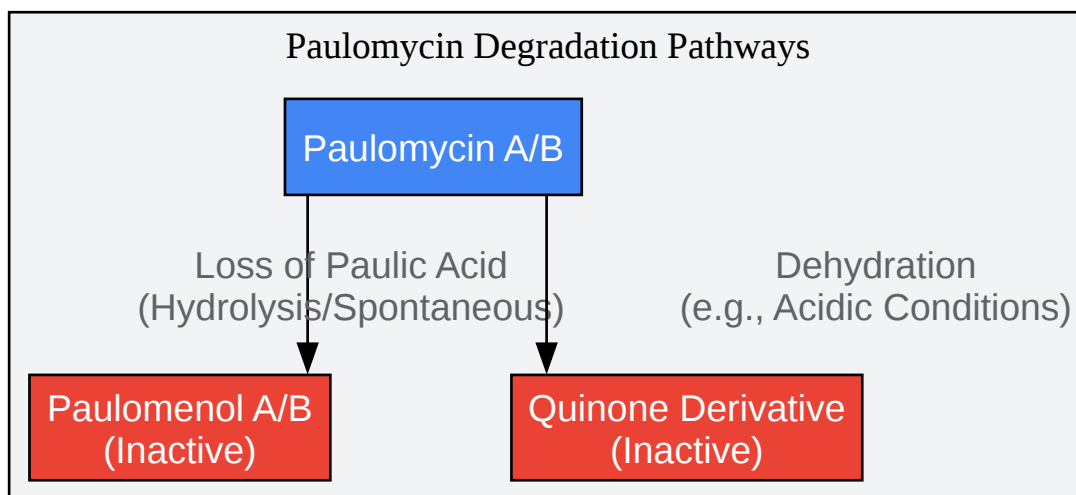 Paulomycin Degradation Pathways
Paulomycin A/B
Loss of Paulic Acid
(Hydrolysis/Spontaneous)
Dehydration
(e.g., Acidic Conditions)
Paulomenol A/B
(Inactive)
Quinone Derivative
(Inactive)